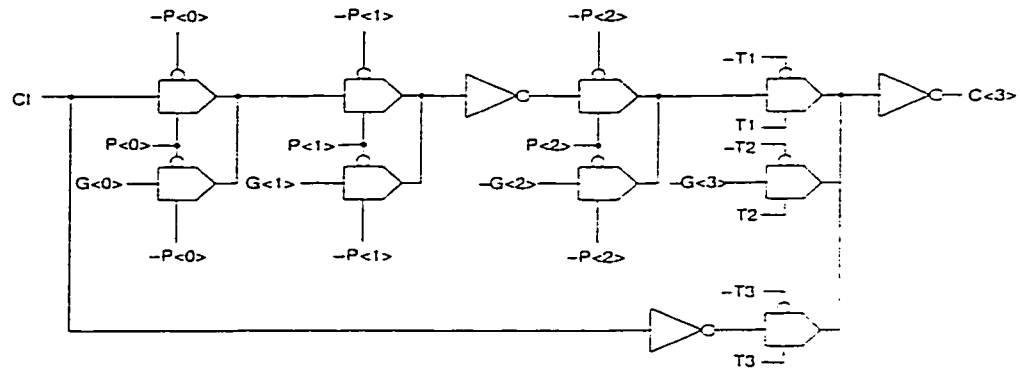 -P<0>
-P<1>
-P<2>
-T1
CI
C<3>
T1
P<0>
P<1>
P<2>
-T2
G<0>
G<1>
-G<2>
-G<3>
T2
-P<0>
-P<1>
-P<2>
-T3
T3